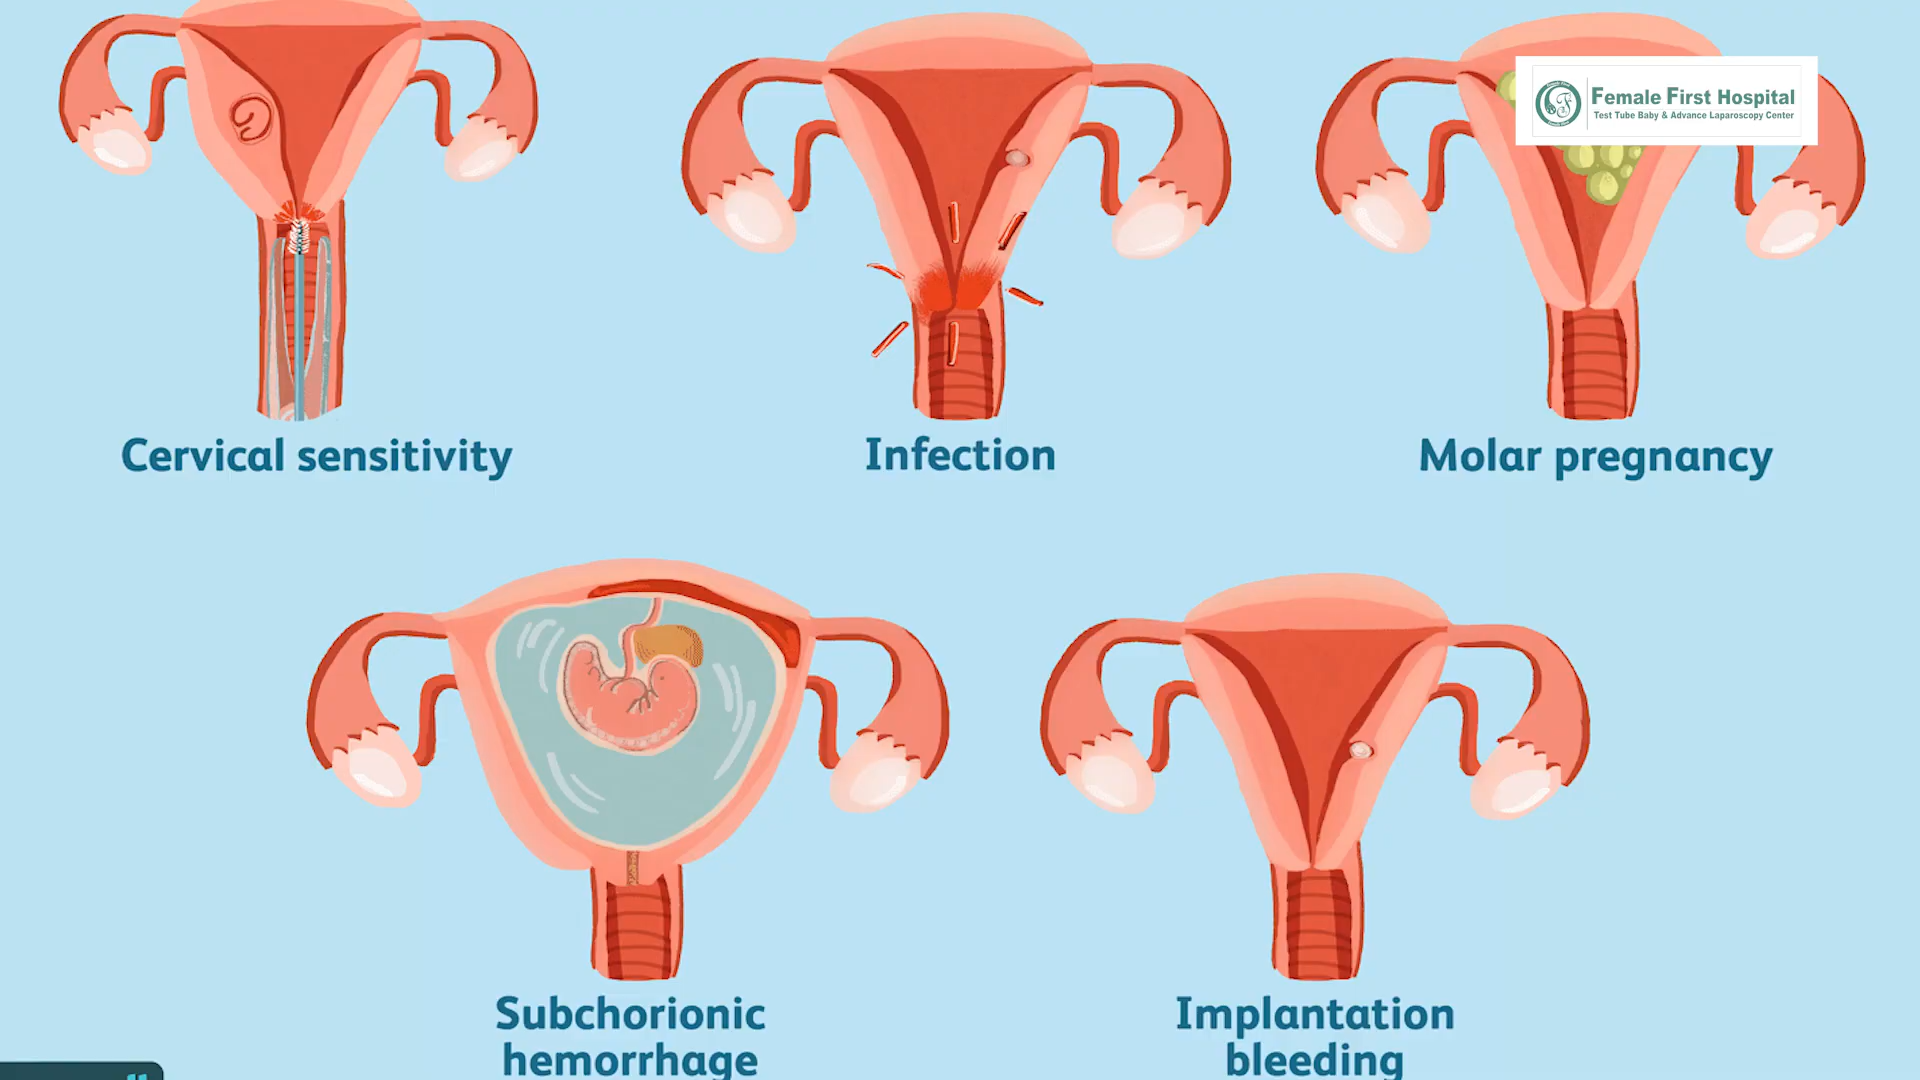 Female First Hospital
Test Tube Baby & Advance Laparoscopy Center
Cervical sensitivity
Infection
Molar pregnancy
Subchorionic
hemorrhage
Implantation
bleeding